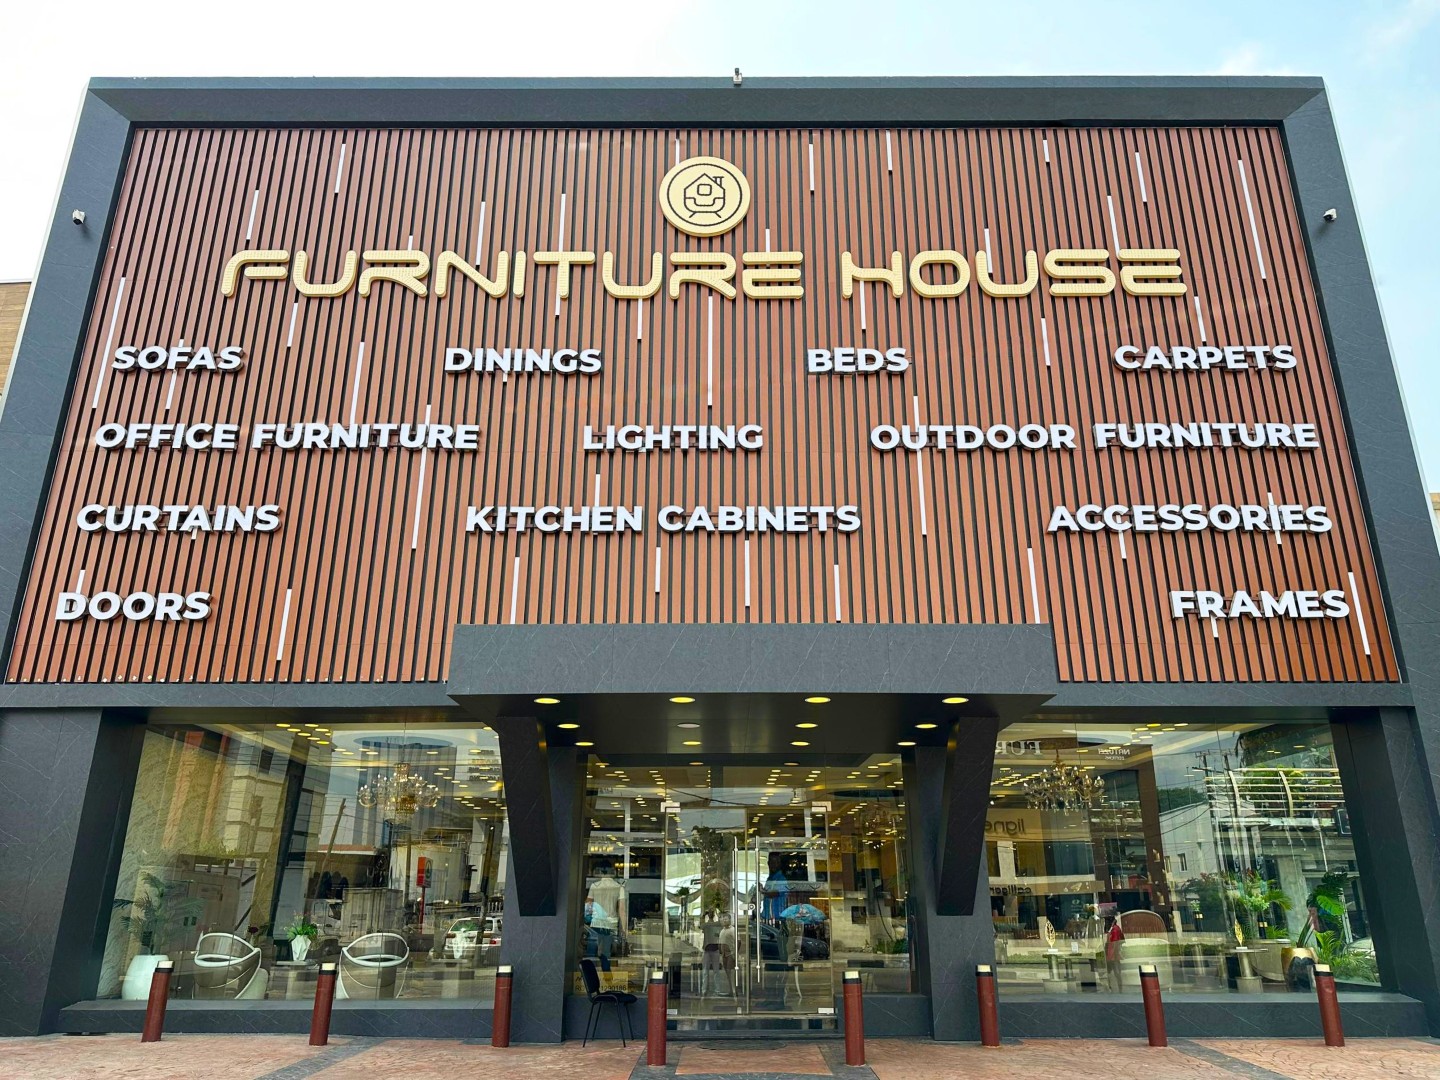 FURNITURE HOUSE
SOFAS DININGS BEDS CARPETS
OFFICE FURNITURE LIGHTING OUTDOOR FURNITURE
CURTAINS KITCHEN CABINETS ACCESSORIES
DOORS FRAMES